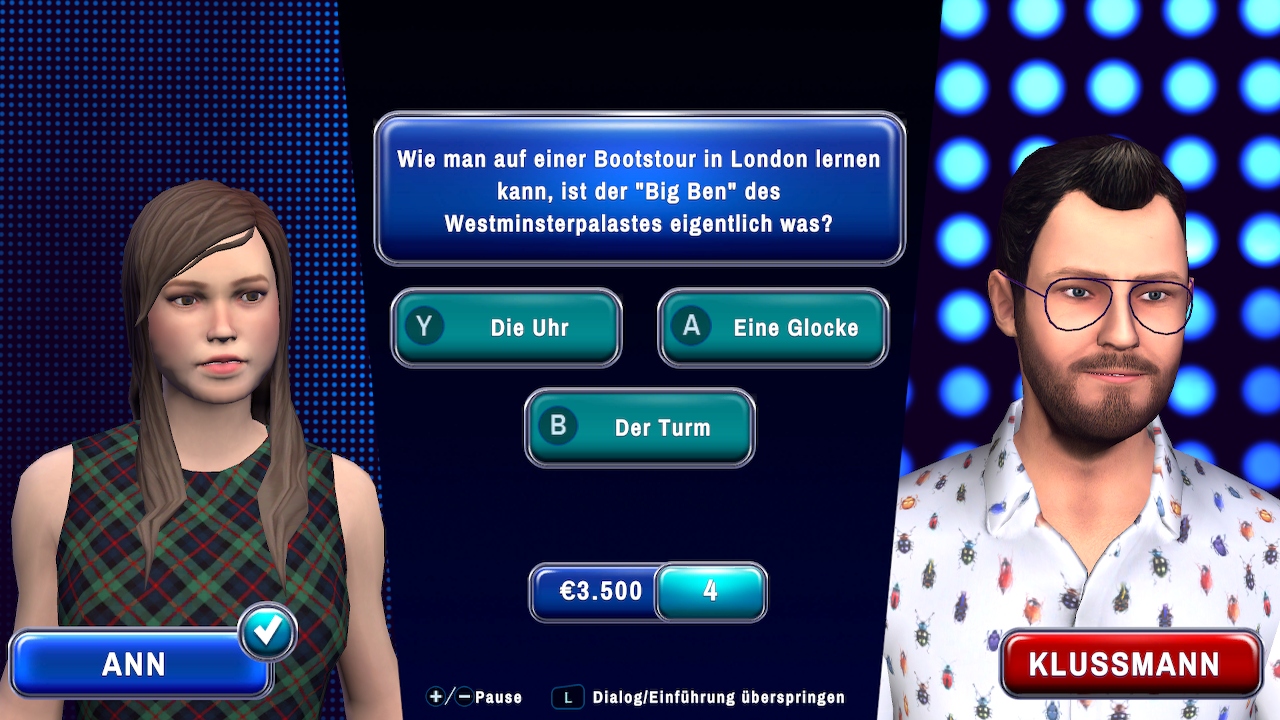 Wie man auf einer Bootstour in London lernen
kann, ist der "Big Ben" des
Westminsterpalastes eigentlich was?
Y Die Uhr
A Eine Glocke
B Der Turm
€3.500 4
ANN
KLUSSMANN
+/− Pause L Dialog/Einführung überspringen